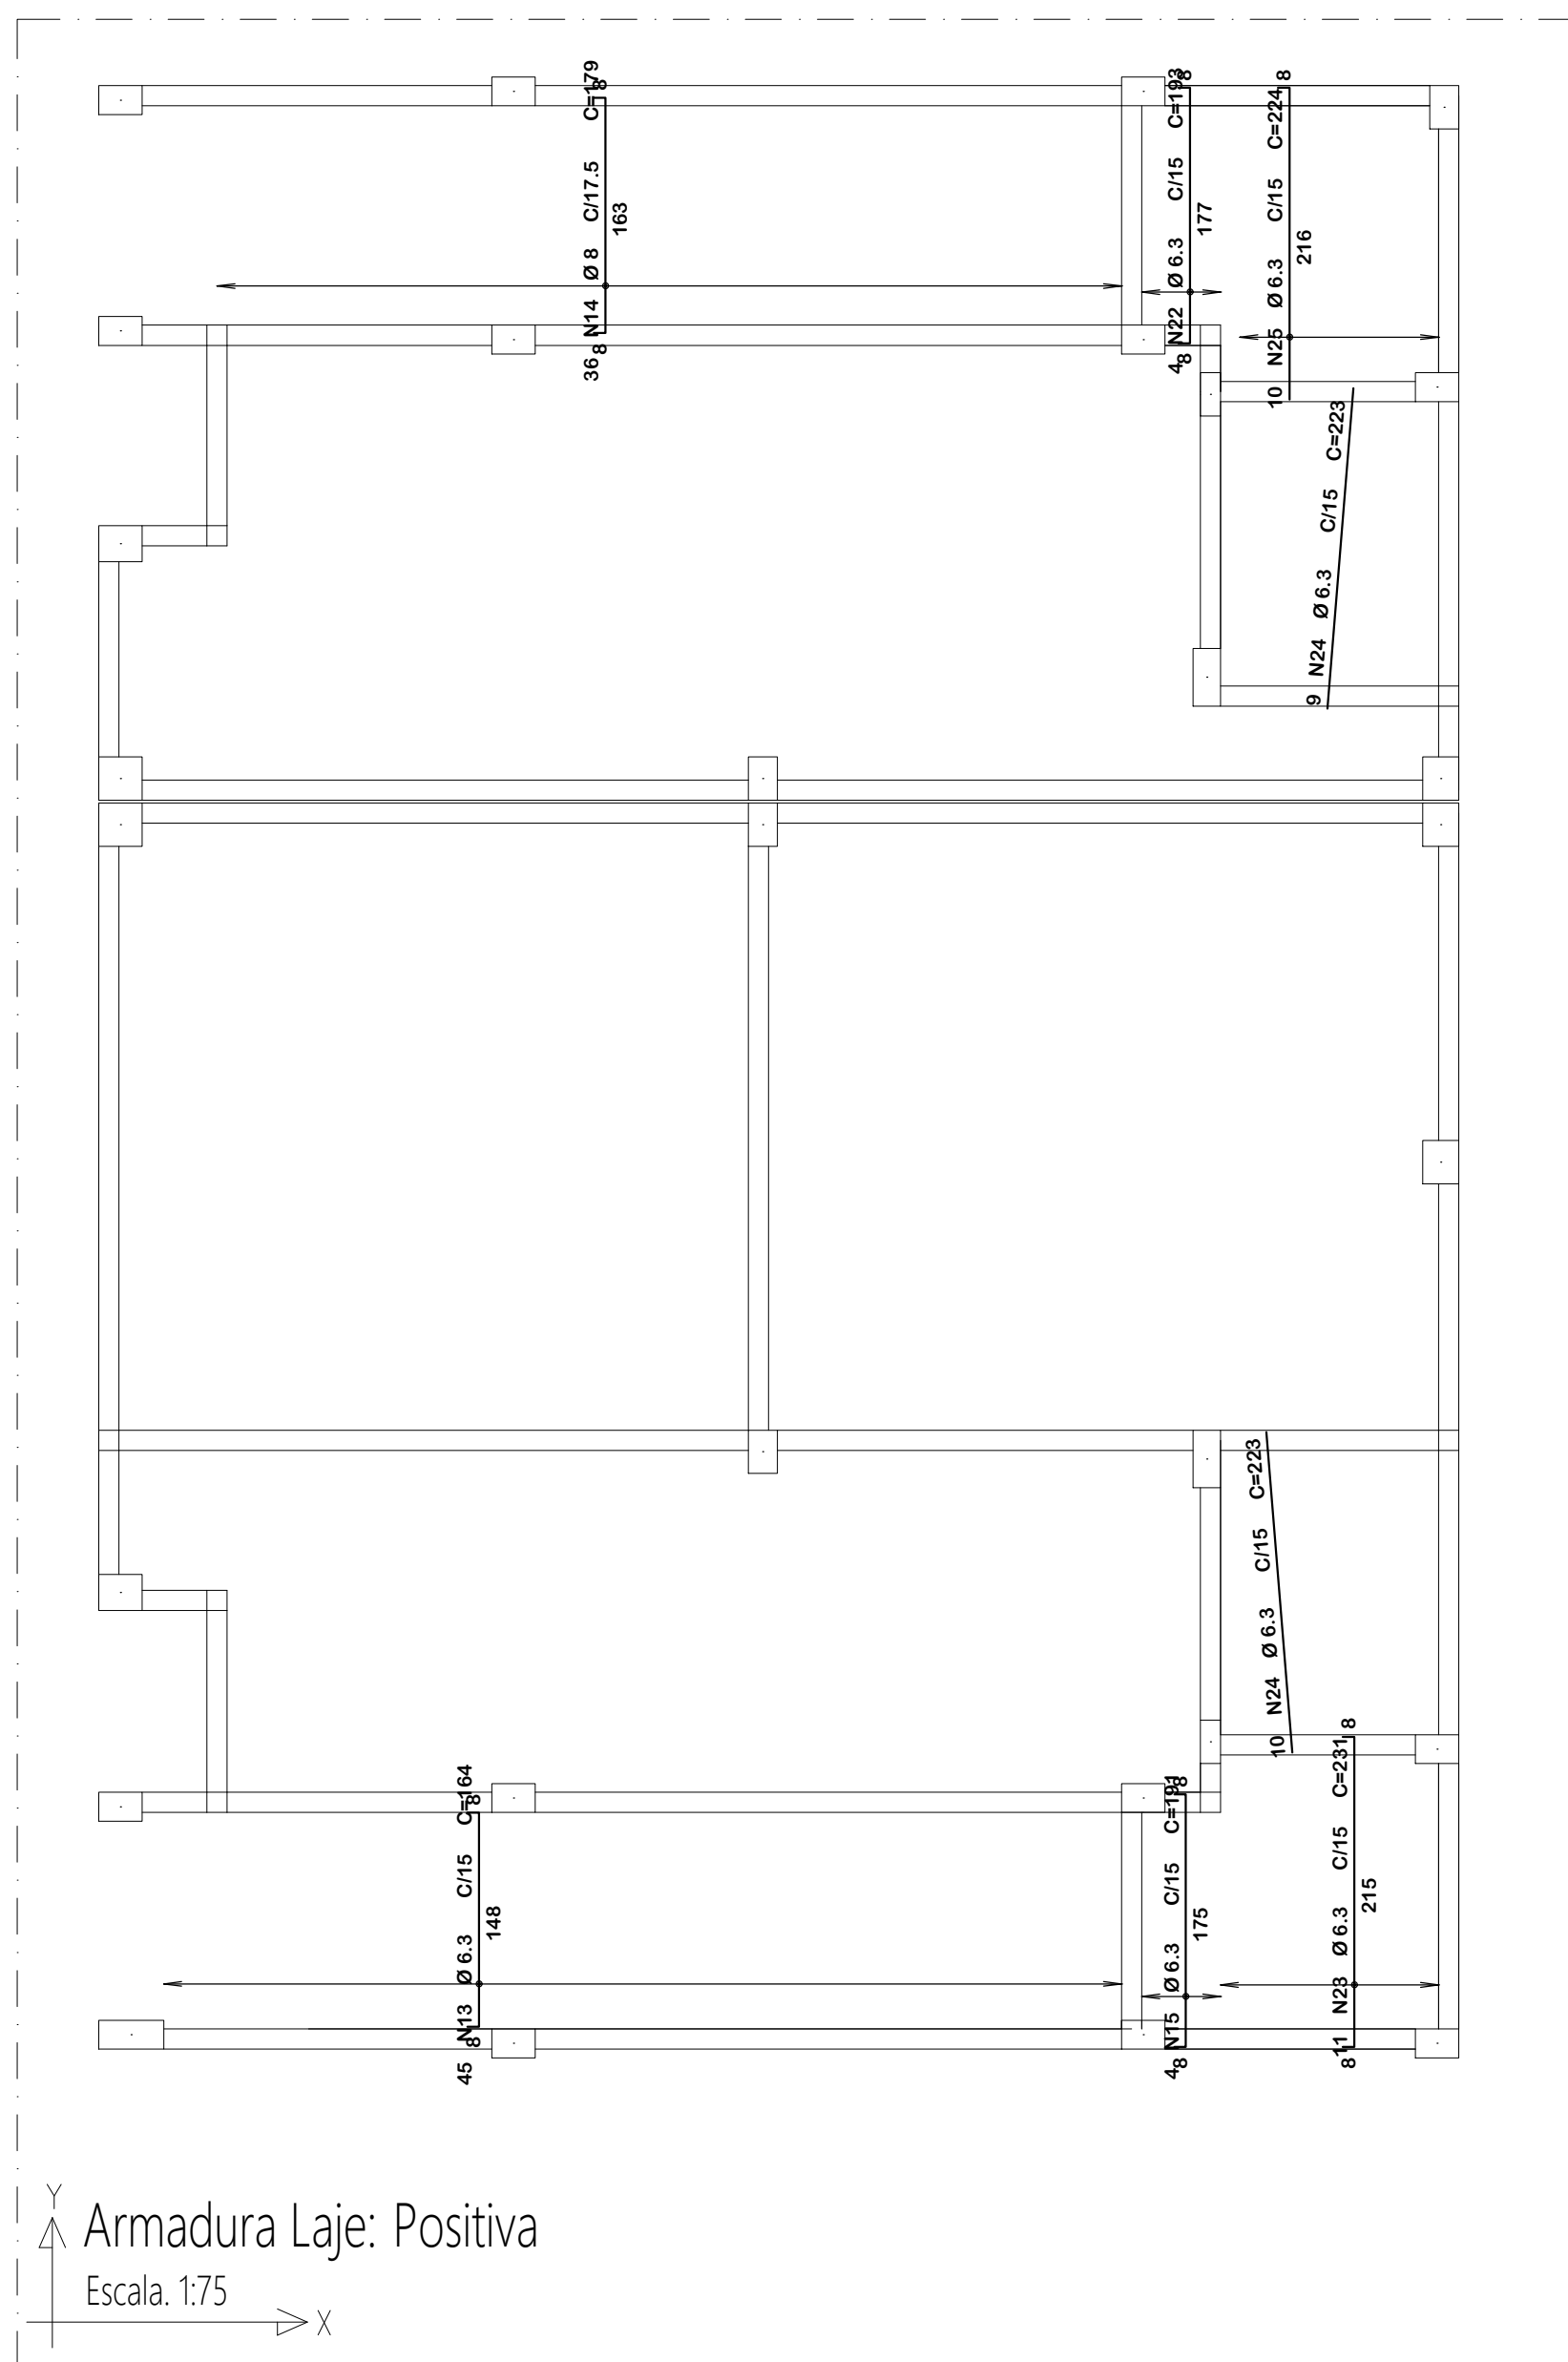 36 N14 Ø 8 C/17.5 C=179
8
163
8
4 N22 Ø 6.3 C/15 C=193
8
177
8
10 N25 Ø 6.3 C/15 C=224
8
216
9 N24 Ø 6.3 C/15 C=223
10 N24 Ø 6.3 C/15 C=223
45 N13 Ø 6.3 C/15 C=164
8
148
8
4 N15 Ø 6.3 C/15 C=191
8
175
8
11 N23 Ø 6.3 C/15 C=231
8
215
8
Y
Armadura Laje: Positiva
Escala. 1:75
X